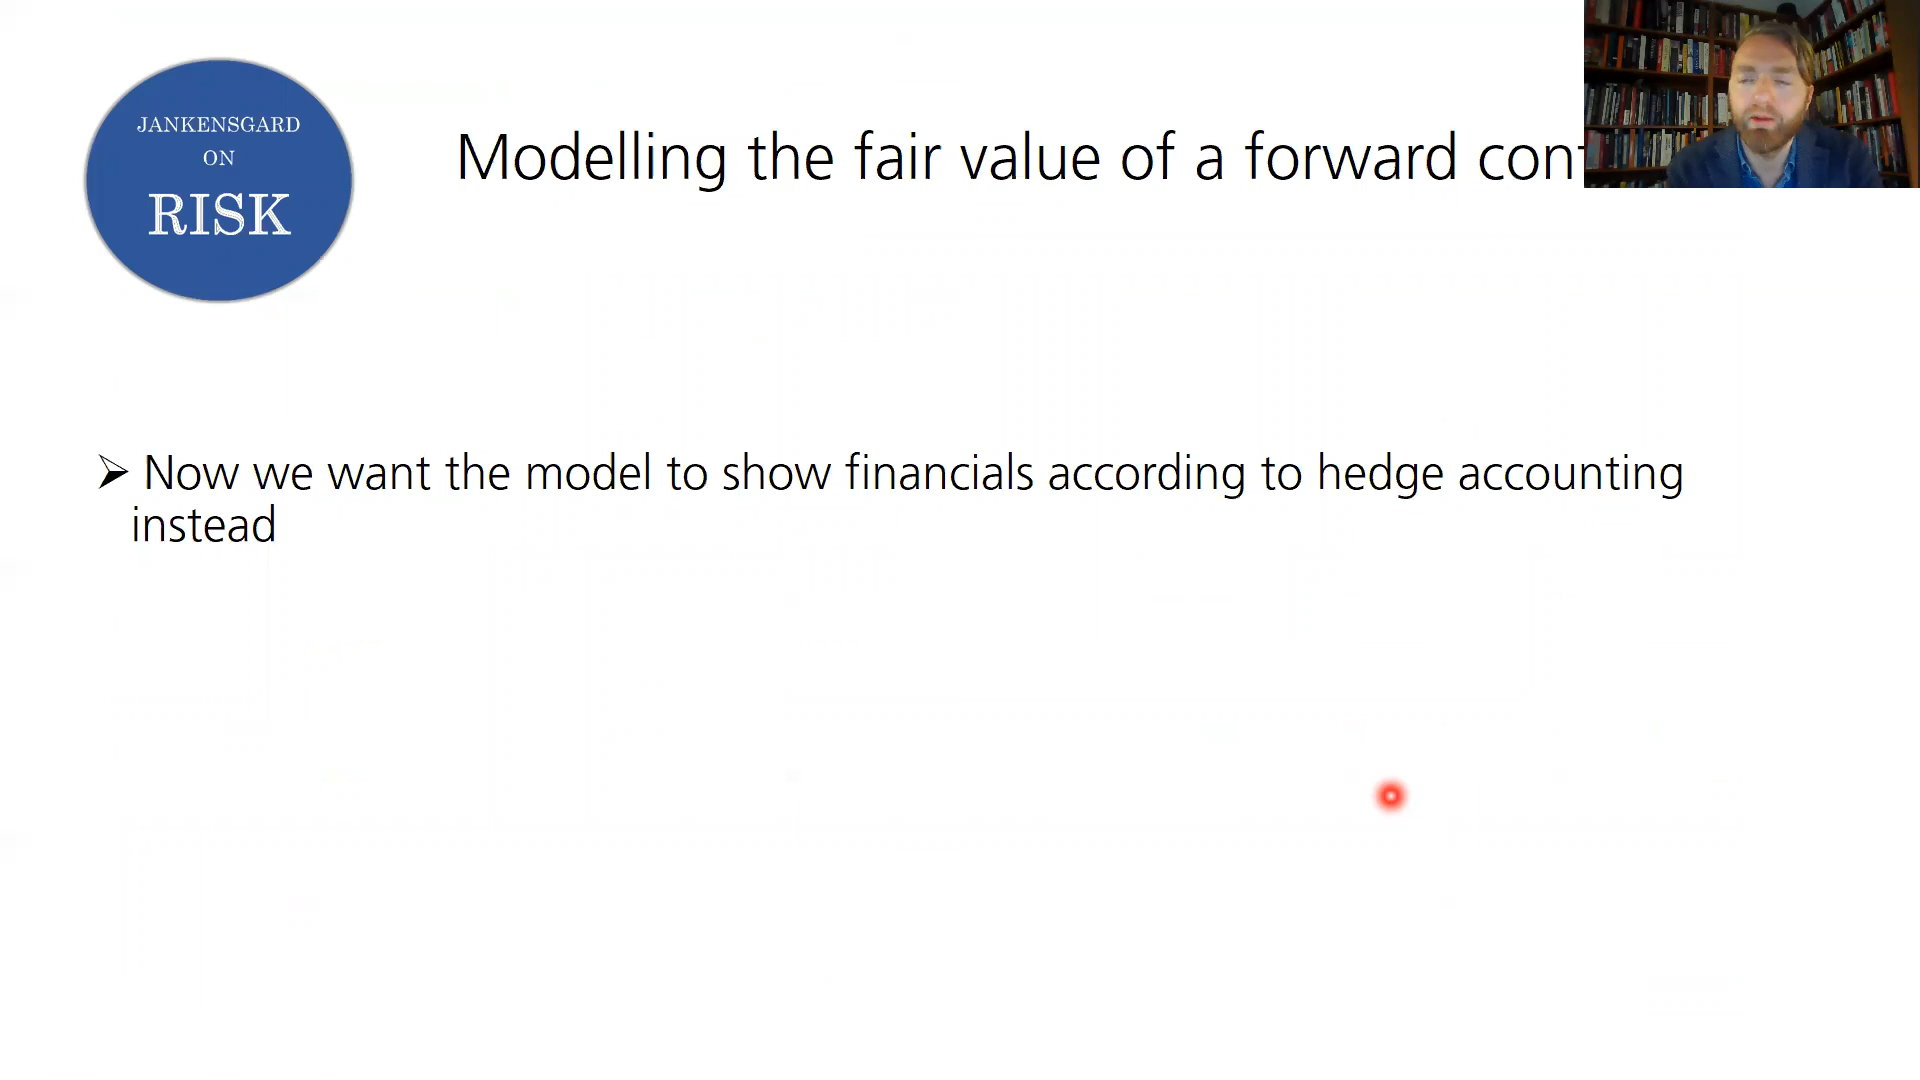 JANKENSGARD
ON
RISK
Modelling the fair value of a forward cont
➢ Now we want the model to show financials according to hedge accounting
instead